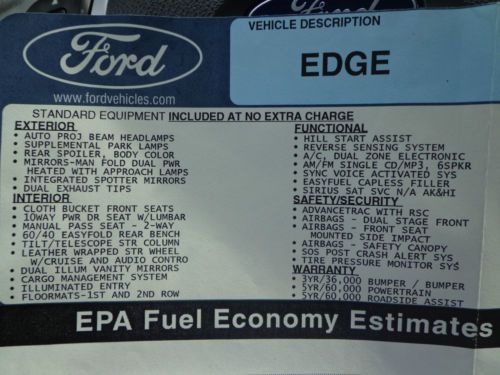 Ford
www.fordvehicles.com
VEHICLE DESCRIPTION
EDGE
STANDARD EQUIPMENT INCLUDED AT NO EXTRA CHARGE
EXTERIOR
• AUTO PROJ BEAM HEADLAMPS
• SUPPLEMENTAL PARK LAMPS
• REAR SPOILER, BODY COLOR
• MIRRORS-MAN FOLD DUAL PWR
HEATED WITH APPROACH LAMPS
• INTEGRATED SPOTTER MIRRORS
• DUAL EXHAUST TIPS
INTERIOR
• CLOTH BUCKET FRONT SEATS
• 10WAY PWR DR SEAT W/LUMBAR
• MANUAL PASS SEAT - 2-WAY
• 60/40 EASYFOLD REAR BENCH
• TILT/TELESCOPE STR COLUMN
• LEATHER WRAPPED STR WHEEL
W/CRUISE AND AUDIO CONTRO
• DUAL ILLUM VANITY MIRRORS
• CARGO MANAGEMENT SYSTEM
• ILLUMINATED ENTRY
• FLOORMATS-1ST AND 2ND ROW
FUNCTIONAL
• HILL START ASSIST
• REVERSE SENSING SYSTEM
• A/C, DUAL ZONE ELECTRONIC
• AM/FM SINGLE CD/MP3, 6SPKR
• SYNC VOICE ACTIVATED SYS
• EASYFUEL CAPLESS FILLER
• SIRIUS SAT SVC N/A AK&HI
SAFETY/SECURITY
• ADVANCETRAC WITH RSC
• AIRBAGS - DUAL STAGE FRONT
• AIRBAGS - FRONT SEAT
MOUNTED SIDE IMPACT
• AIRBAGS - SAFETY CANOPY
• SOS POST CRASH ALERT SYS
• TIRE PRESSURE MONITOR SYS
WARRANTY
• 3YR/36,000 BUMPER / BUMPER
• 5YR/60,000 POWERTRAIN
• 5YR/60,000 ROADSIDE ASSIST
EPA Fuel Economy Estimates